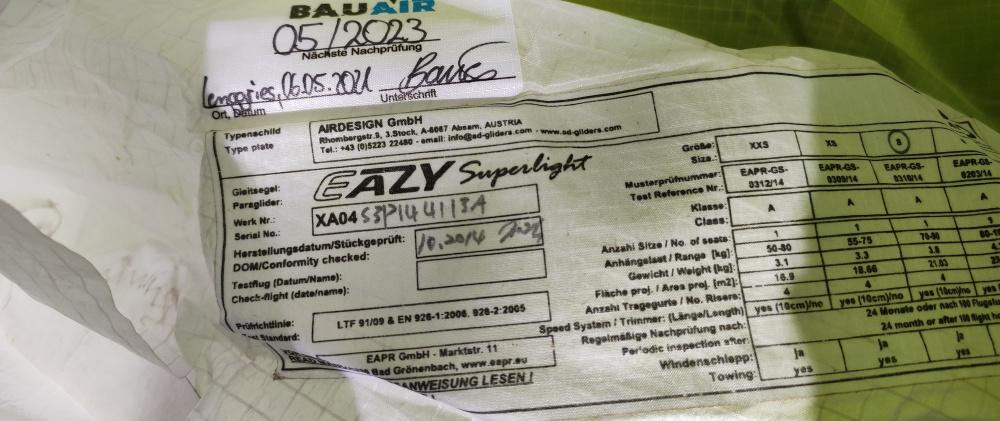 BAUAIR
05/2023
Nächste Nachprüfung
Lenggries, 06.05.2021
Ort, Datum Unterschrift
Typenschild
Type plate
AIRDESIGN GmbH
Rhombergstr.9, 3.Stock, A-6067 Absam, AUSTRIA
Tel.: +43 (0)5223 22480 - email: info@ad-gliders.com - www.ad-gliders.com
Gleitsegel:
Paraglider:
EAZY Superlight
Werk Nr.:
Serial No.:
XA04 S3P144113A
Herstellungsdatum/Stückgeprüft:
DOM/Conformity checked:
10.2014
Testflug (Datum/Name):
Check-flight (date/name):
Prüfrichtlinie:
Standard:
LTF 91/09 & EN 926-1:2006, 926-2:2005
EAPR GmbH - Marktstr. 11
Bad Grönenbach, www.eapr.eu
ANWEISUNG LESEN!
Größe: XXS XS S
Size:
Musterprüfnummer: EAPR-GS- EAPR-GS- EAPR-GS- EAPR-GS-
Test Reference Nr.: 0312/14 0309/14 0310/14 0203/14
Klasse: A A A A
Class:
Anzahl Sitze / No. of seats: 1 1 1
Anhängelast / Range [kg] 50-80 55-75 70-90
Gewicht / Weight [kg]: 3.1 3.3 3.8
Fläche proj. / Area proj. [m2]: 16.9 18.66 21.03
Anzahl Tragegurte / No. Risers: 4 4 4
Speed System / Trimmer: (Länge/Length) yes (10cm)/no yes (10cm)/no yes (10cm)/no yes (10cm)/no
Regelmäßige Nachprüfung nach: 24 Monate oder nach 100 Flugst
Periodic inspection after: 24 month or after 100 flight
Windenschlepp: ja ja ja
Towing: yes yes yes